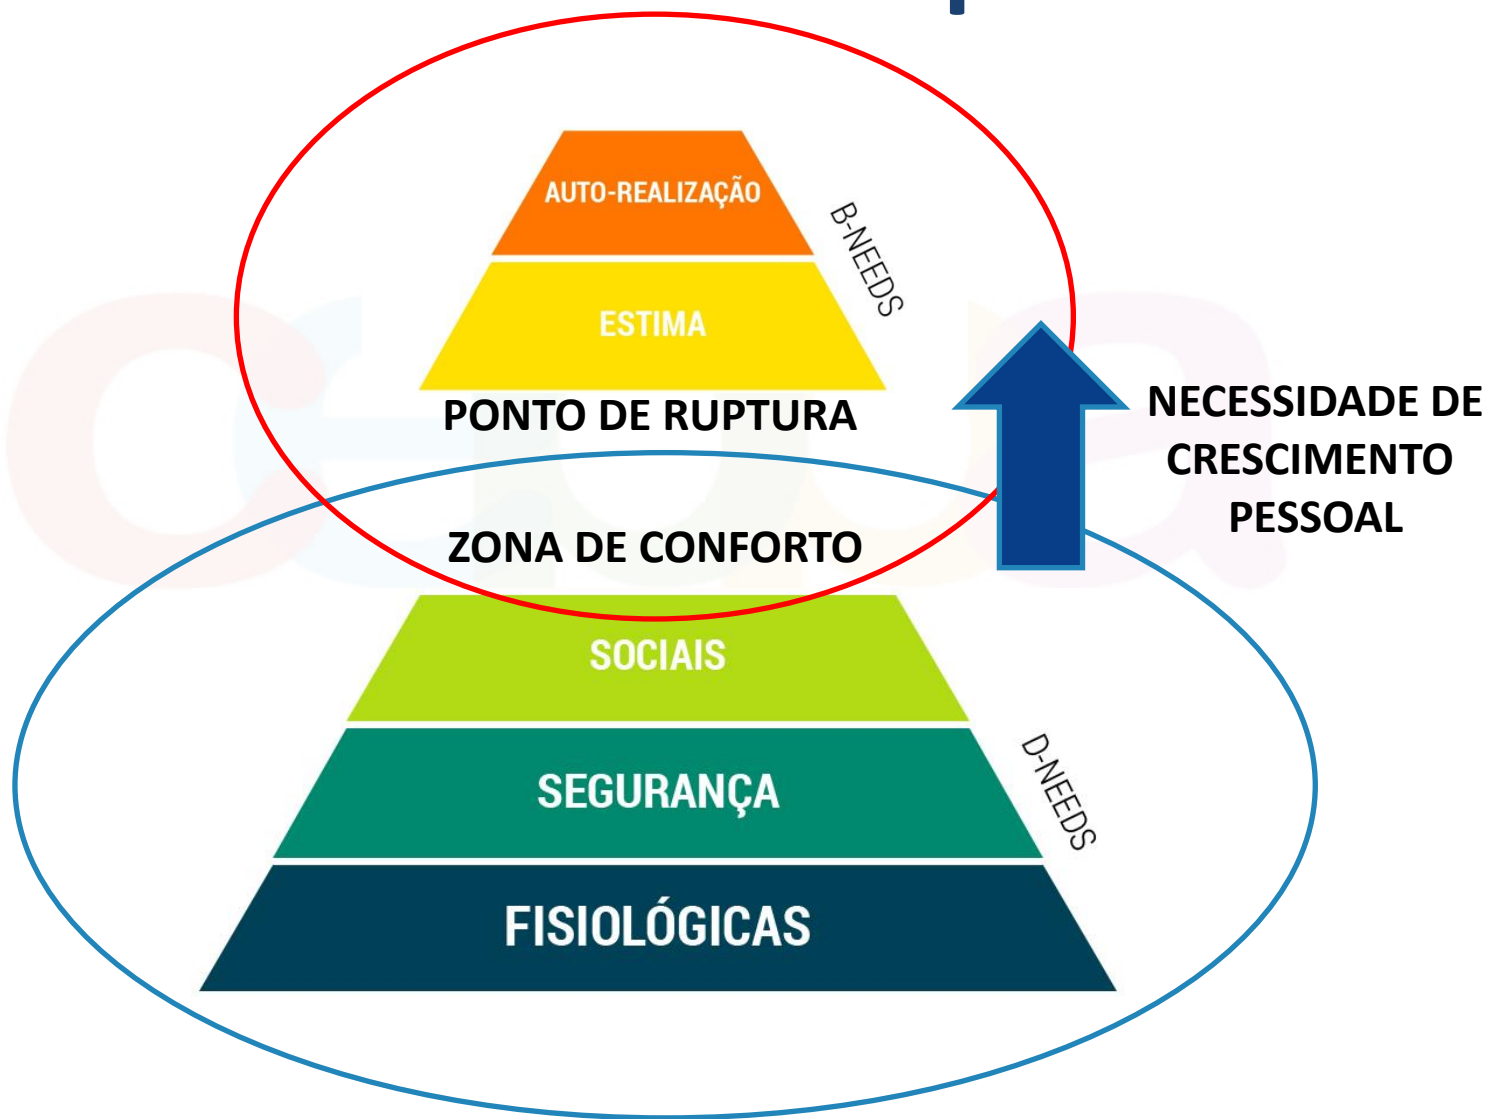 AUTO-REALIZAÇÃO
B-NEEDS
ESTIMA
PONTO DE RUPTURA
NECESSIDADE DE
CRESCIMENTO
PESSOAL
ZONA DE CONFORTO
SOCIAIS
SEGURANÇA
D-NEEDS
FISIOLÓGICAS